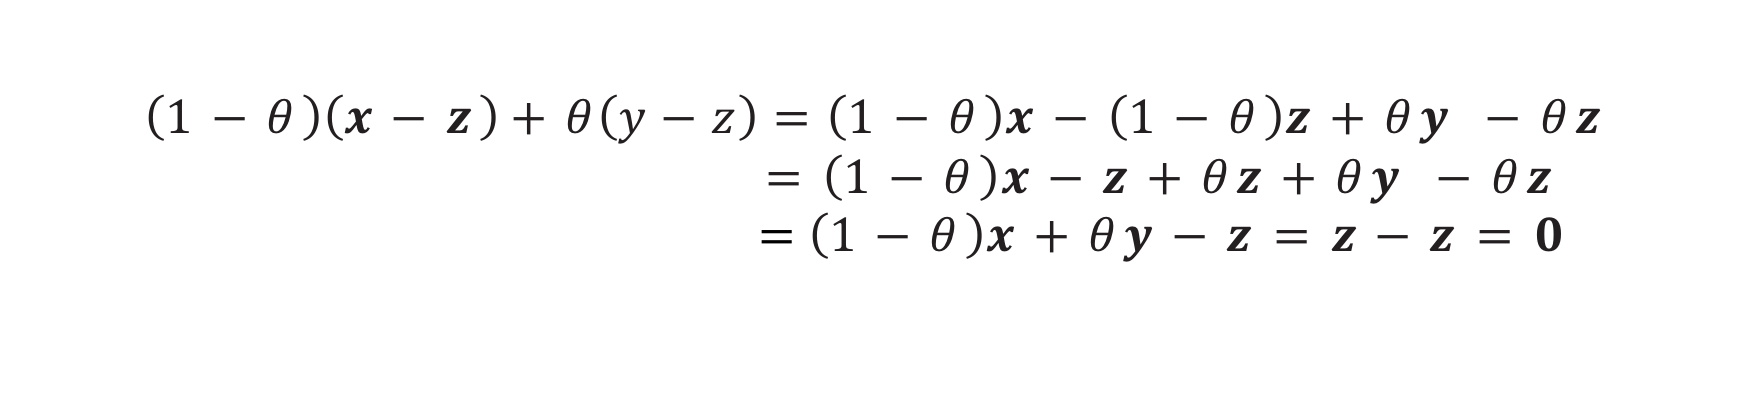 (1 − θ)(x − z) + θ(y − z) = (1 − θ)x − (1 − θ)z + θy − θz
= (1 − θ)x − z + θz + θy − θz
= (1 − θ)x + θy − z = z − z = 0